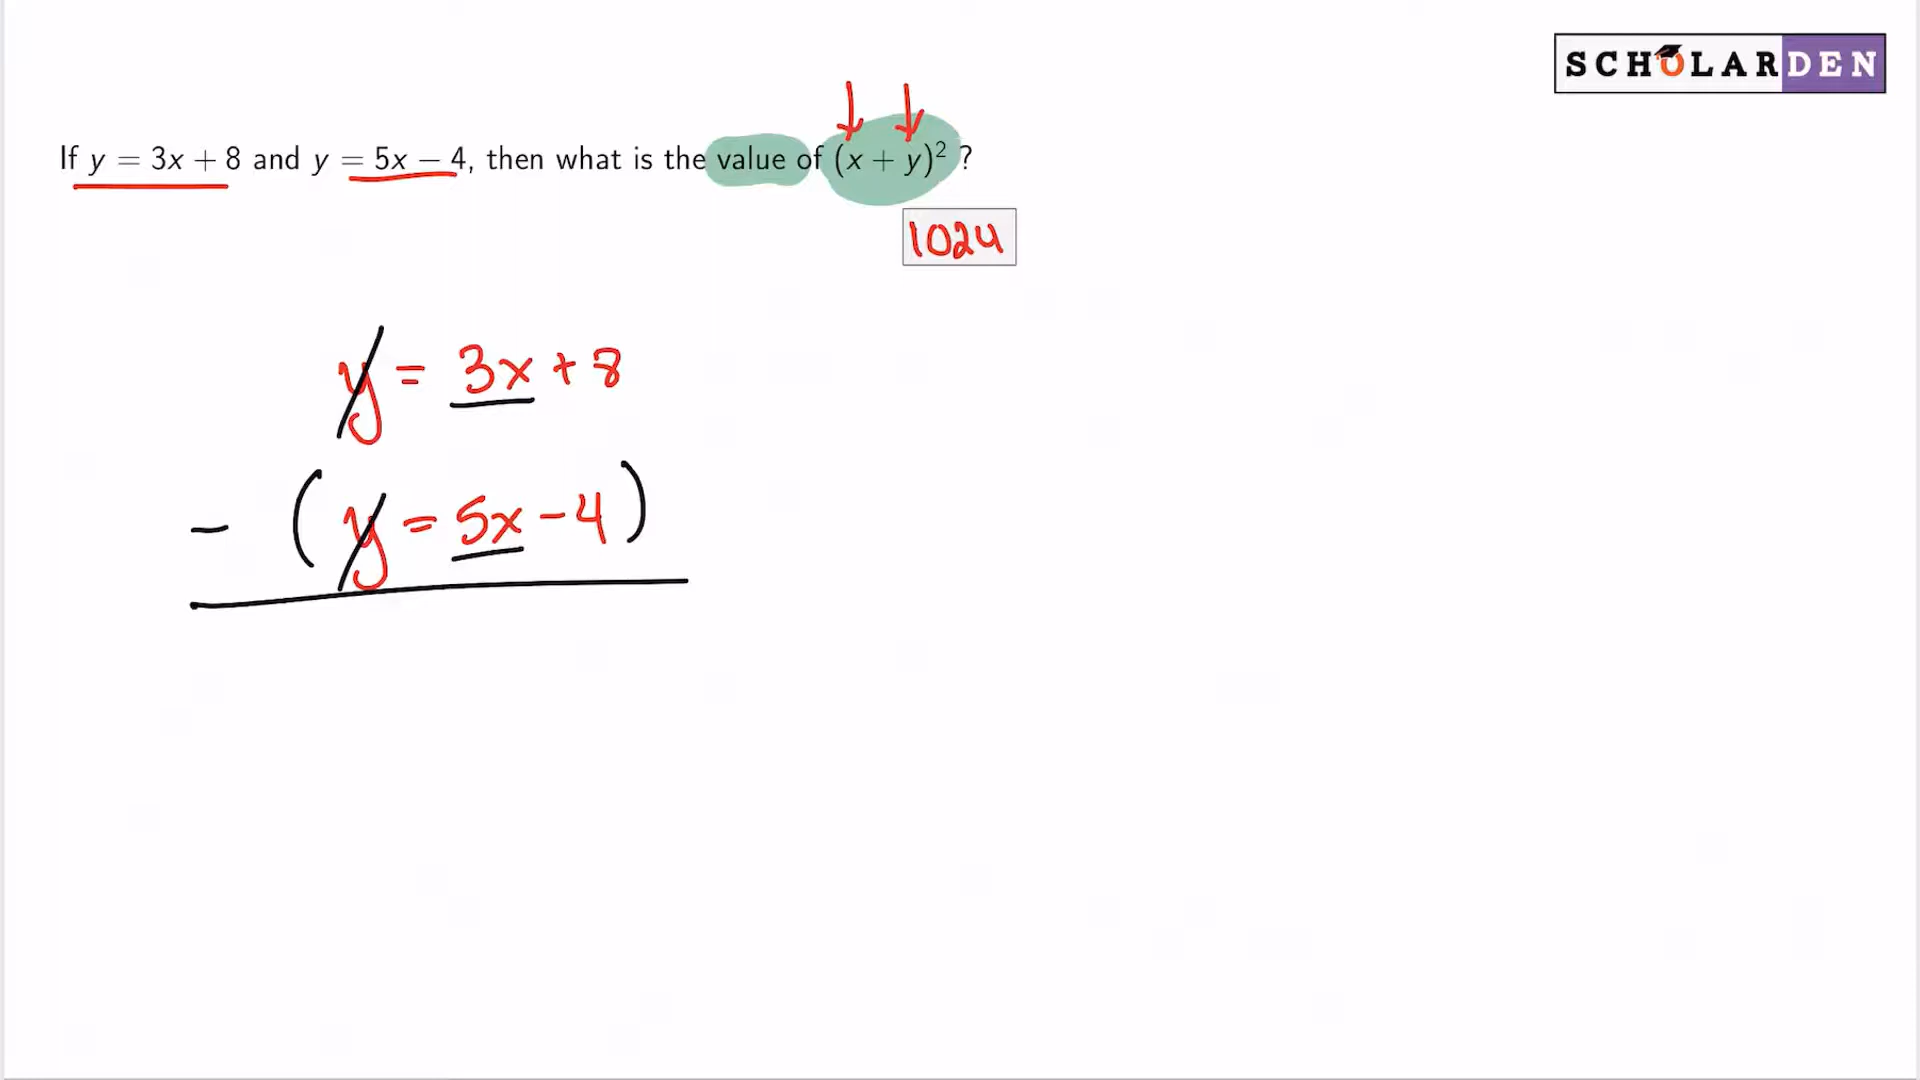 SCHOLARDEN
If y = 3x + 8 and y = 5x − 4, then what is the value of (x + y)² ?
1024
y = 3x + 8
− ( y = 5x − 4 )